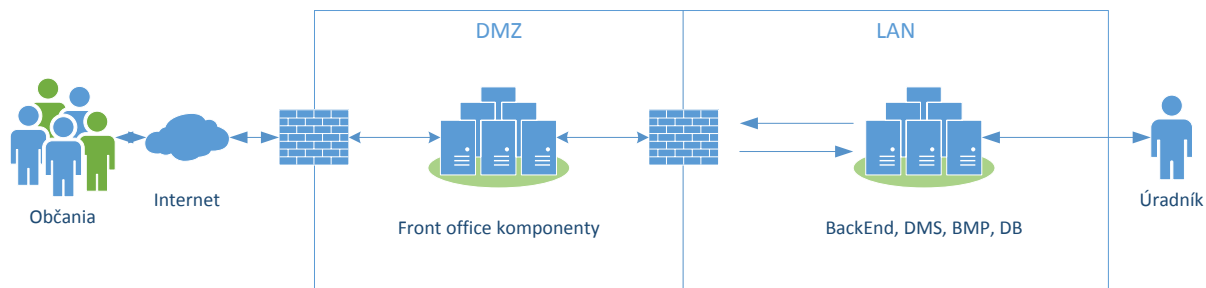 DMZ
LAN
Občania
Internet
Front office komponenty
BackEnd, DMS, BMP, DB
Úradník